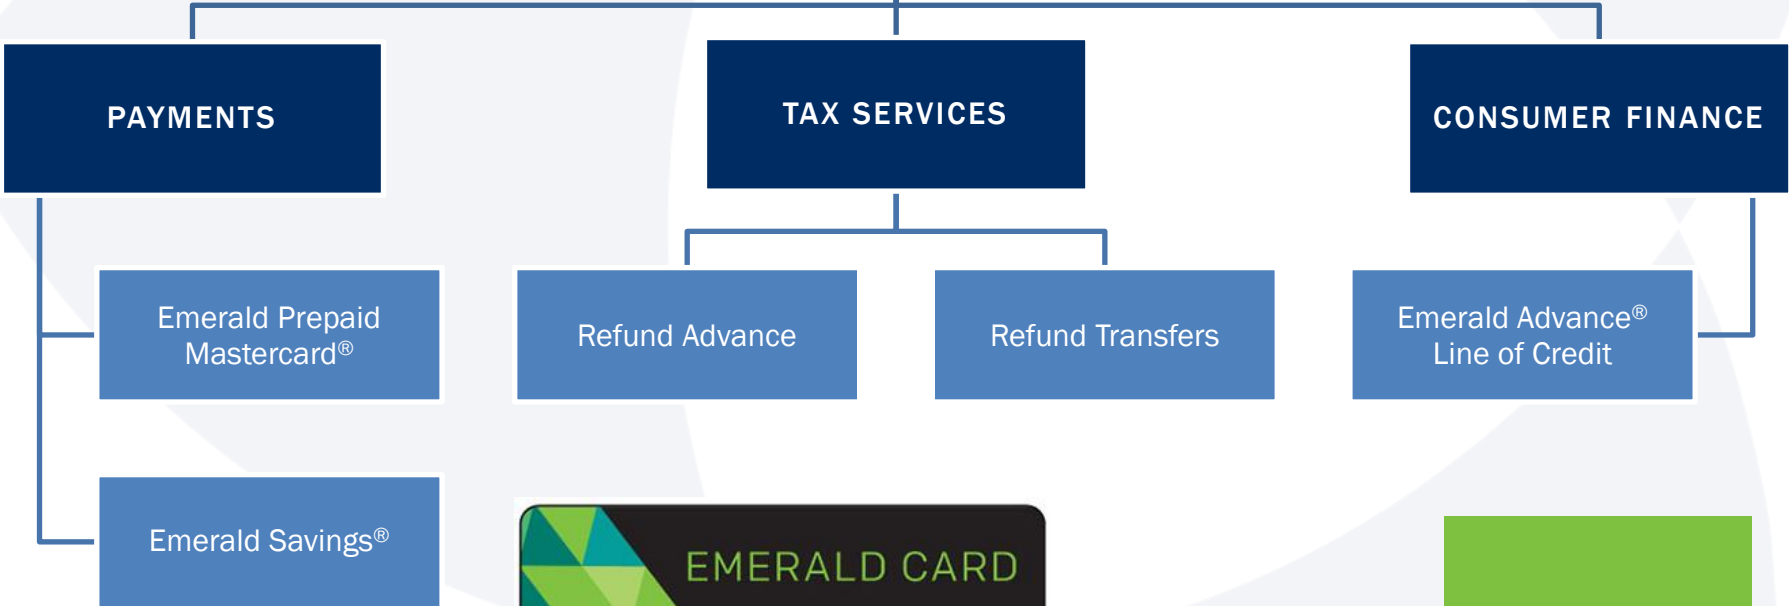 PAYMENTS
TAX SERVICES
CONSUMER FINANCE
Emerald Prepaid
Mastercard®
Refund Advance
Refund Transfers
Emerald Advance®
Line of Credit
Emerald Savings®
EMERALD CARD